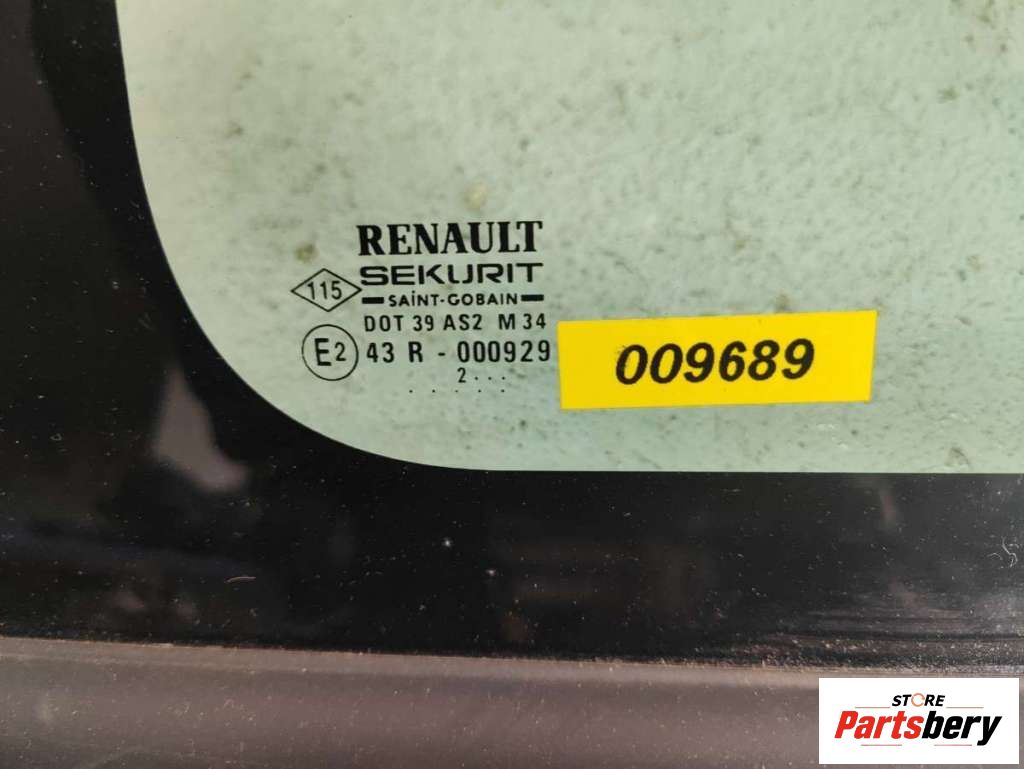 RENAULT
SEKURIT
115
SAINT-GOBAIN
DOT 39 AS2 M 34
E2 43 R - 000929
2...
.....
009689
STORE
Partsbery